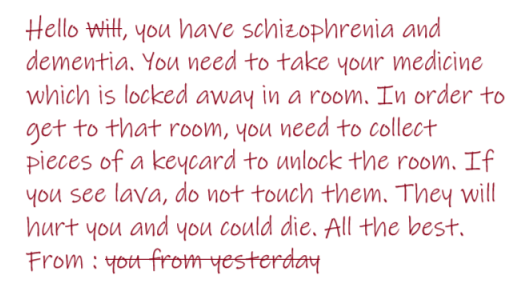 Hello will, you have schizophrenia and
dementia. You need to take your medicine
which is locked away in a room. In order to
get to that room, you need to collect
pieces of a keycard to unlock the room. If
you see lava, do not touch them. They will
hurt you and you could die. All the best.
From : you from yesterday